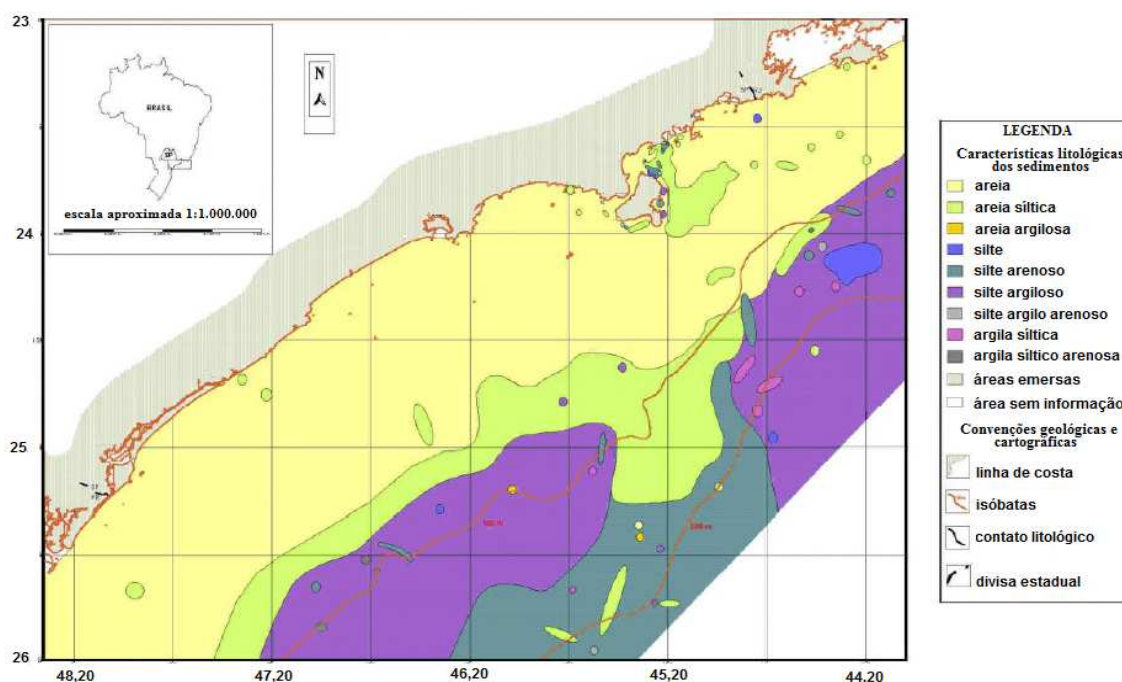 23
24
25
26
48,20
47,20
46,20
45,20
44,20
BRASIL
SP
escala aproximada 1:1.000.000
N
100 m
LEGENDA
Características litológicas
dos sedimentos
areia
areia síltica
areia argilosa
silte
silte arenoso
silte argiloso
silte argilo arenoso
argila síltica
argila síltico arenosa
áreas emersas
área sem informação
Convenções geológicas e
cartográficas
linha de costa
isóbatas
contato litológico
divisa estadual